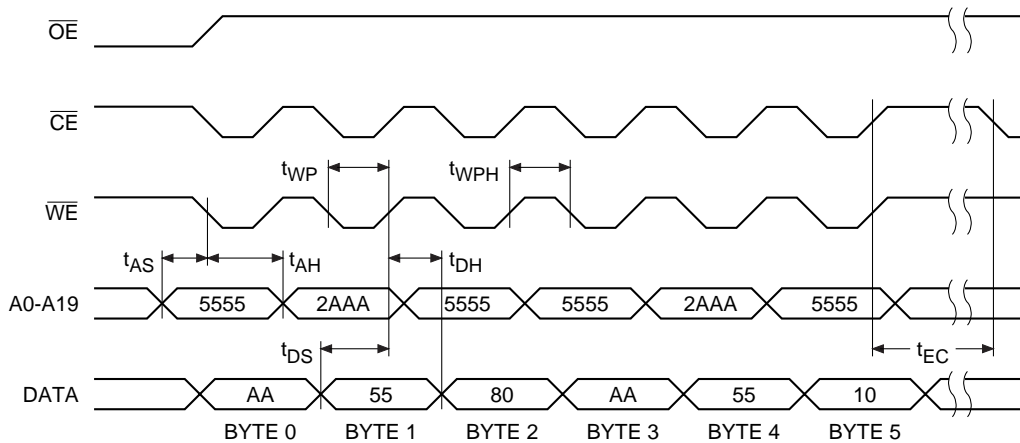 OE
CE
tWP
tWPH
WE
tAS
tAH
tDH
A0-A19
5555
2AAA
5555
5555
2AAA
5555
tDS
tEC
DATA
AA
55
80
AA
55
10
BYTE 0
BYTE 1
BYTE 2
BYTE 3
BYTE 4
BYTE 5